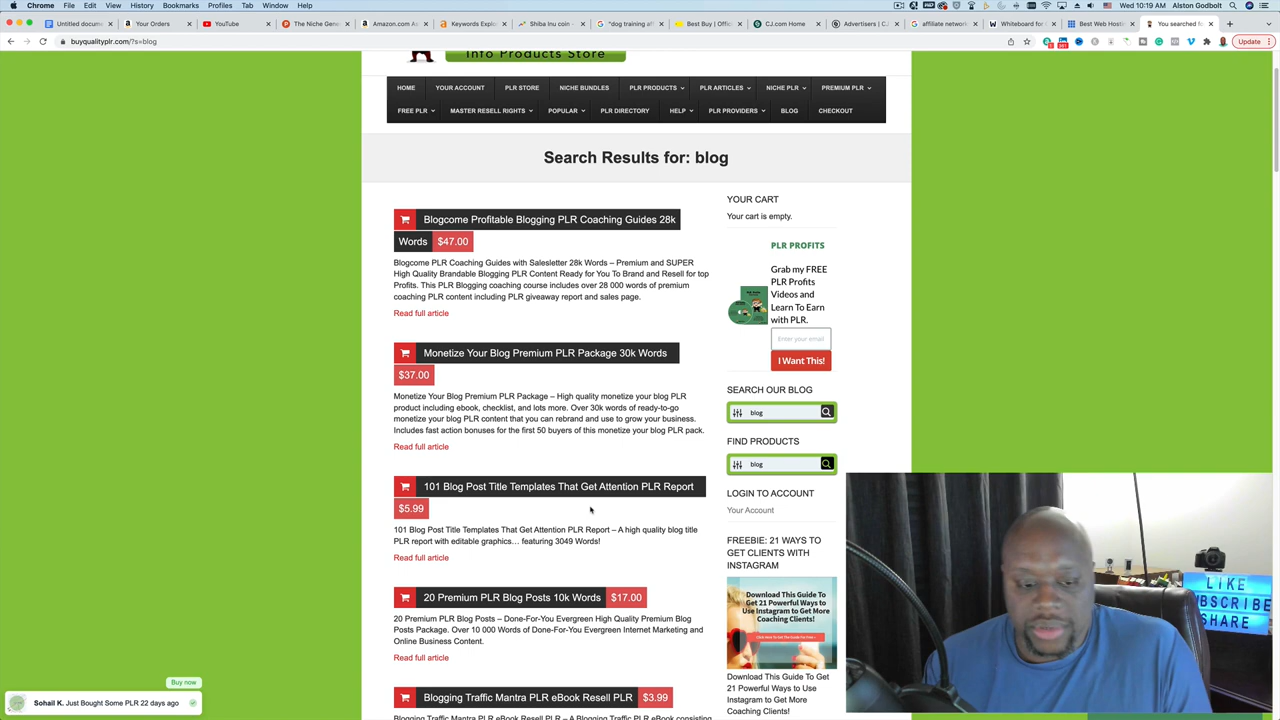 Chrome File Edit View History Bookmarks Profiles Tab Window Help
Wed 10:19 AM Alston Godbolt
Untitled docume
Your Orders
YouTube
The Niche Gene
Amazon.com As
Keywords Explo
Shiba Inu coin -
"dog training aff
Best Buy | Offic
CJ.com Home
Advertisers | CJ
affiliate network
Whiteboard for
Best Web Hosti
You searched fo
buyqualityplr.com/?s=blog
Update
Info Products Store
HOME YOUR ACCOUNT PLR STORE NICHE BUNDLES PLR PRODUCTS PLR ARTICLES NICHE PLR PREMIUM PLR
FREE PLR MASTER RESELL RIGHTS POPULAR PLR DIRECTORY HELP PLR PROVIDERS BLOG CHECKOUT
Search Results for: blog
Blogcome Profitable Blogging PLR Coaching Guides 28k
Words $47.00
Blogcome PLR Coaching Guides with Salesletter 28k Words – Premium and SUPER
High Quality Brandable Blogging PLR Content Ready for You To Brand and Resell for top
Profits. This PLR Blogging coaching course includes over 28 000 words of premium
coaching PLR content including PLR giveaway report and sales page.
Read full article
Monetize Your Blog Premium PLR Package 30k Words
$37.00
Monetize Your Blog Premium PLR Package – High quality monetize your blog PLR
product including ebook, checklist, and lots more. Over 30k words of ready-to-go
monetize your blog PLR content that you can rebrand and use to grow your business.
Includes fast action bonuses for the first 50 buyers of this monetize your blog PLR pack.
Read full article
101 Blog Post Title Templates That Get Attention PLR Report
$5.99
101 Blog Post Title Templates That Get Attention PLR Report – A high quality blog title
PLR report with editable graphics… featuring 3049 Words!
Read full article
20 Premium PLR Blog Posts 10k Words $17.00
20 Premium PLR Blog Posts – Done-For-You Evergreen High Quality Premium Blog
Posts Package. Over 10 000 Words of Done-For-You Evergreen Internet Marketing and
Online Business Content.
Read full article
Blogging Traffic Mantra PLR eBook Resell PLR $3.99
Blogging Traffic Mantra PLR eBook Resell PLR – A Blogging Traffic PLR eBook consisting
YOUR CART
Your cart is empty.
PLR PROFITS
Grab my FREE
PLR Profits
Videos and
Learn To Earn
with PLR.
Enter your email
I Want This!
SEARCH OUR BLOG
blog
FIND PRODUCTS
blog
LOGIN TO ACCOUNT
Your Account
FREEBIE: 21 WAYS TO
GET CLIENTS WITH
INSTAGRAM
Download This Guide To
Get 21 Powerful Ways to
Use Instagram to Get More
Coaching Clients!
Download This Guide To Get
21 Powerful Ways to Use
Instagram to Get More
Coaching Clients!
Buy now
Sohail K. Just Bought Some PLR 22 days ago
LIKE
SUBSCRIBE
SHARE